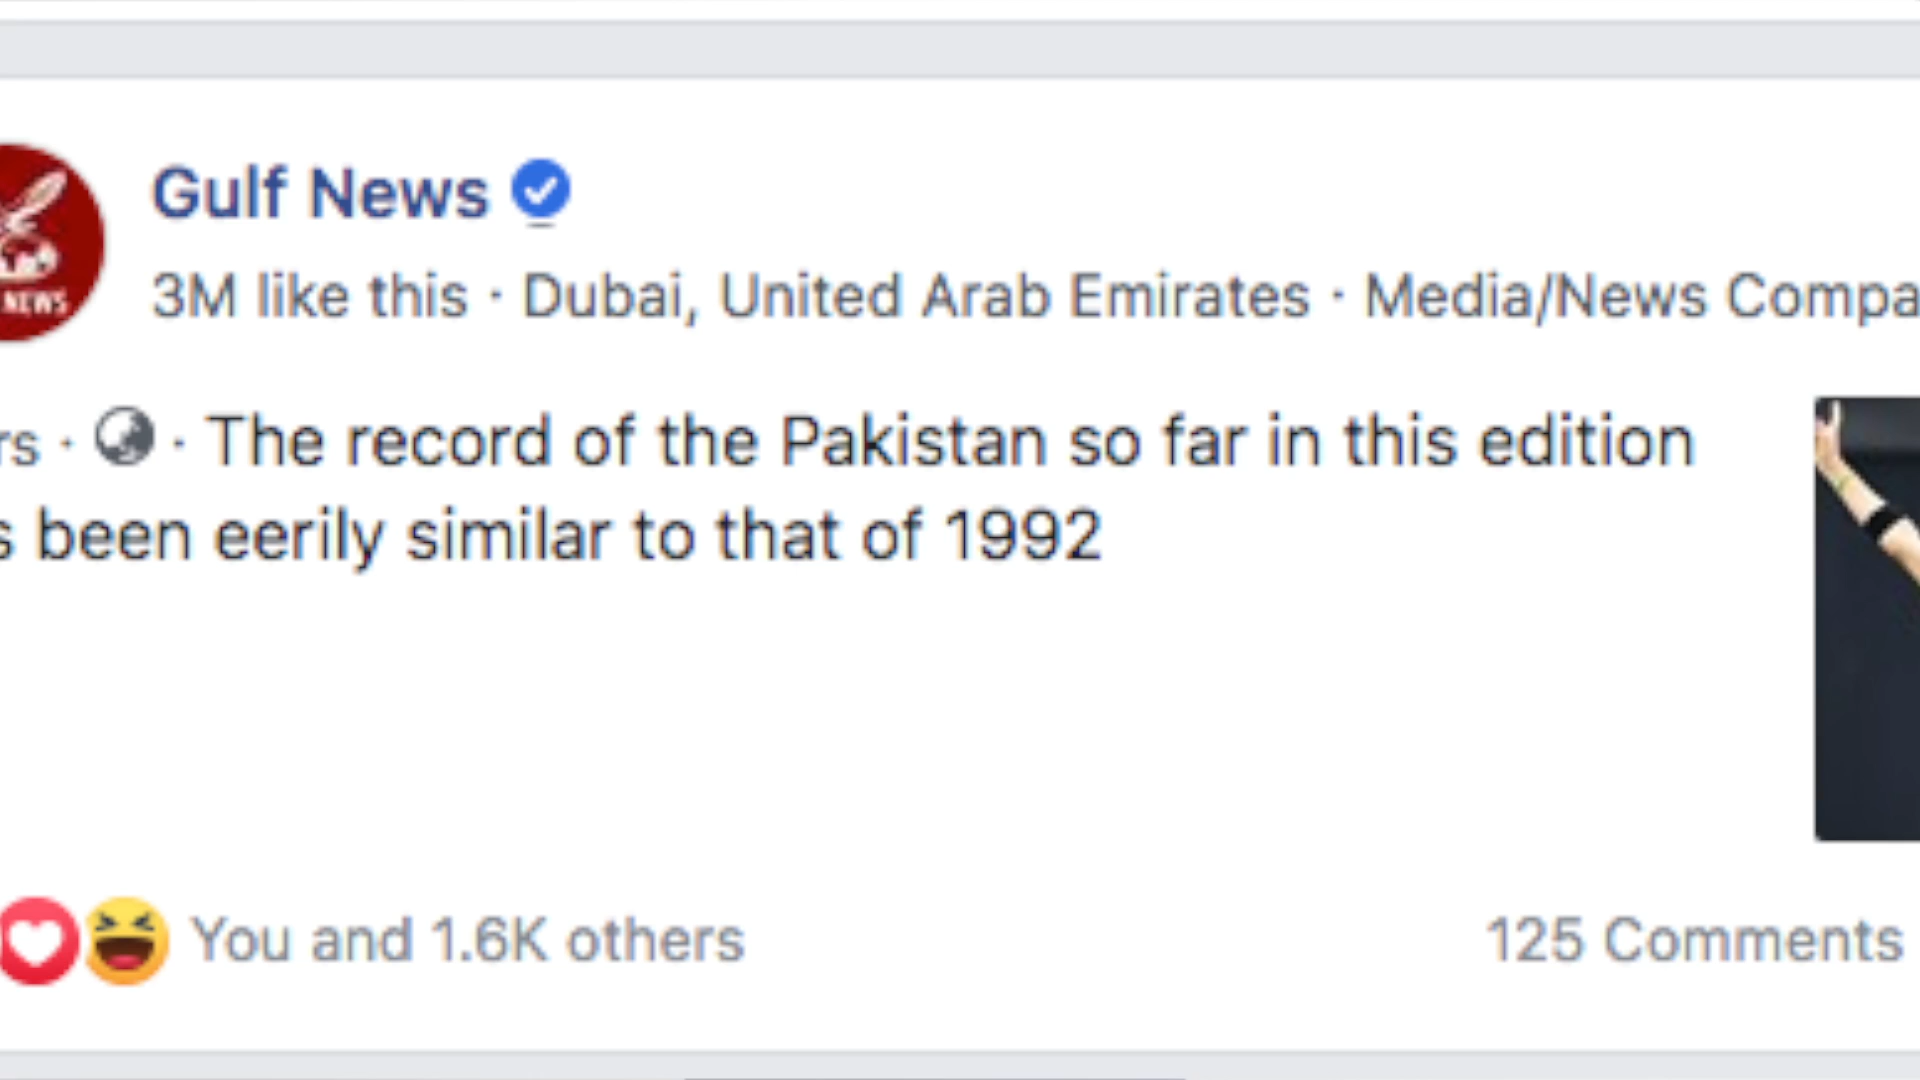 Gulf News
NEWS
3M like this · Dubai, United Arab Emirates · Media/News Compa
rs · · The record of the Pakistan so far in this edition
s been eerily similar to that of 1992
You and 1.6K others
125 Comments